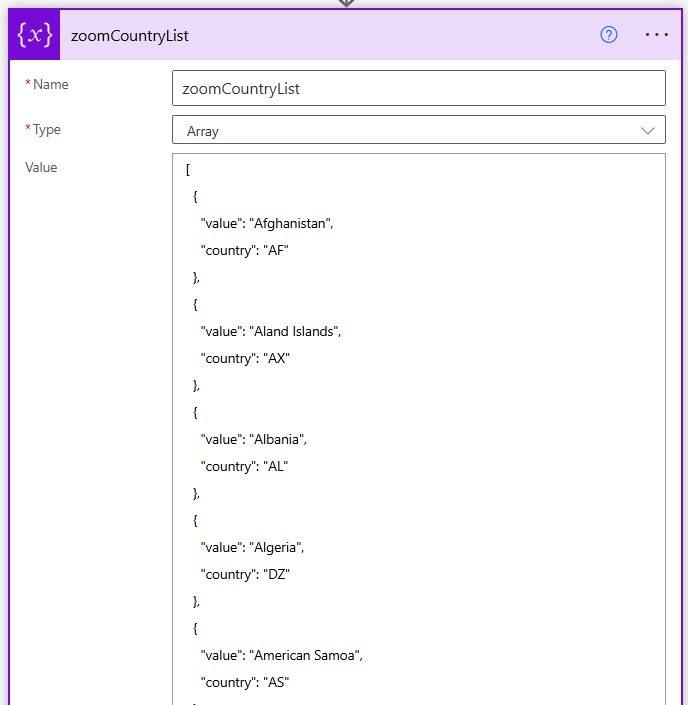 {x} zoomCountryList ? ...
* Name zoomCountryList
* Type Array
Value [
{
"value": "Afghanistan",
"country": "AF"
},
{
"value": "Aland Islands",
"country": "AX"
},
{
"value": "Albania",
"country": "AL"
},
{
"value": "Algeria",
"country": "DZ"
},
{
"value": "American Samoa",
"country": "AS"